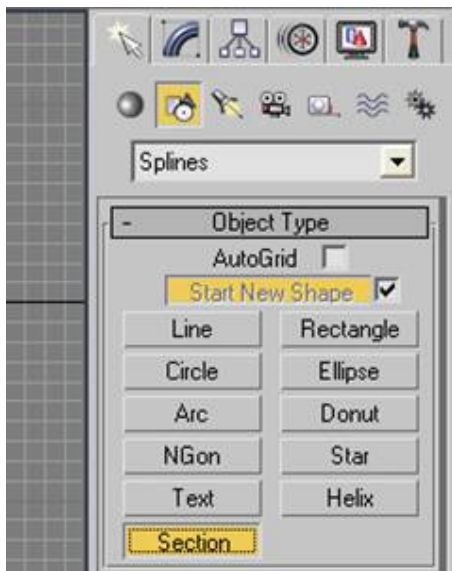 Splines
- Object Type
AutoGrid
Start New Shape
Line Rectangle
Circle Ellipse
Arc Donut
NGon Star
Text Helix
Section